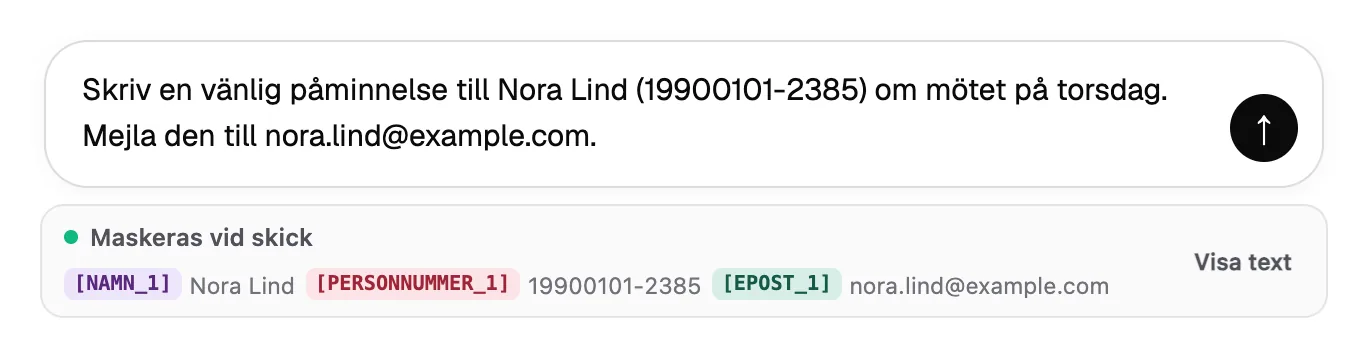 Skriv en vänlig påminnelse till Nora Lind (19900101-2385) om mötet på torsdag.
Mejla den till nora.lind@example.com.
Maskeras vid skick
Visa text
[NAMN_1] Nora Lind [PERSONNUMMER_1] 19900101-2385 [EPOST_1] nora.lind@example.com